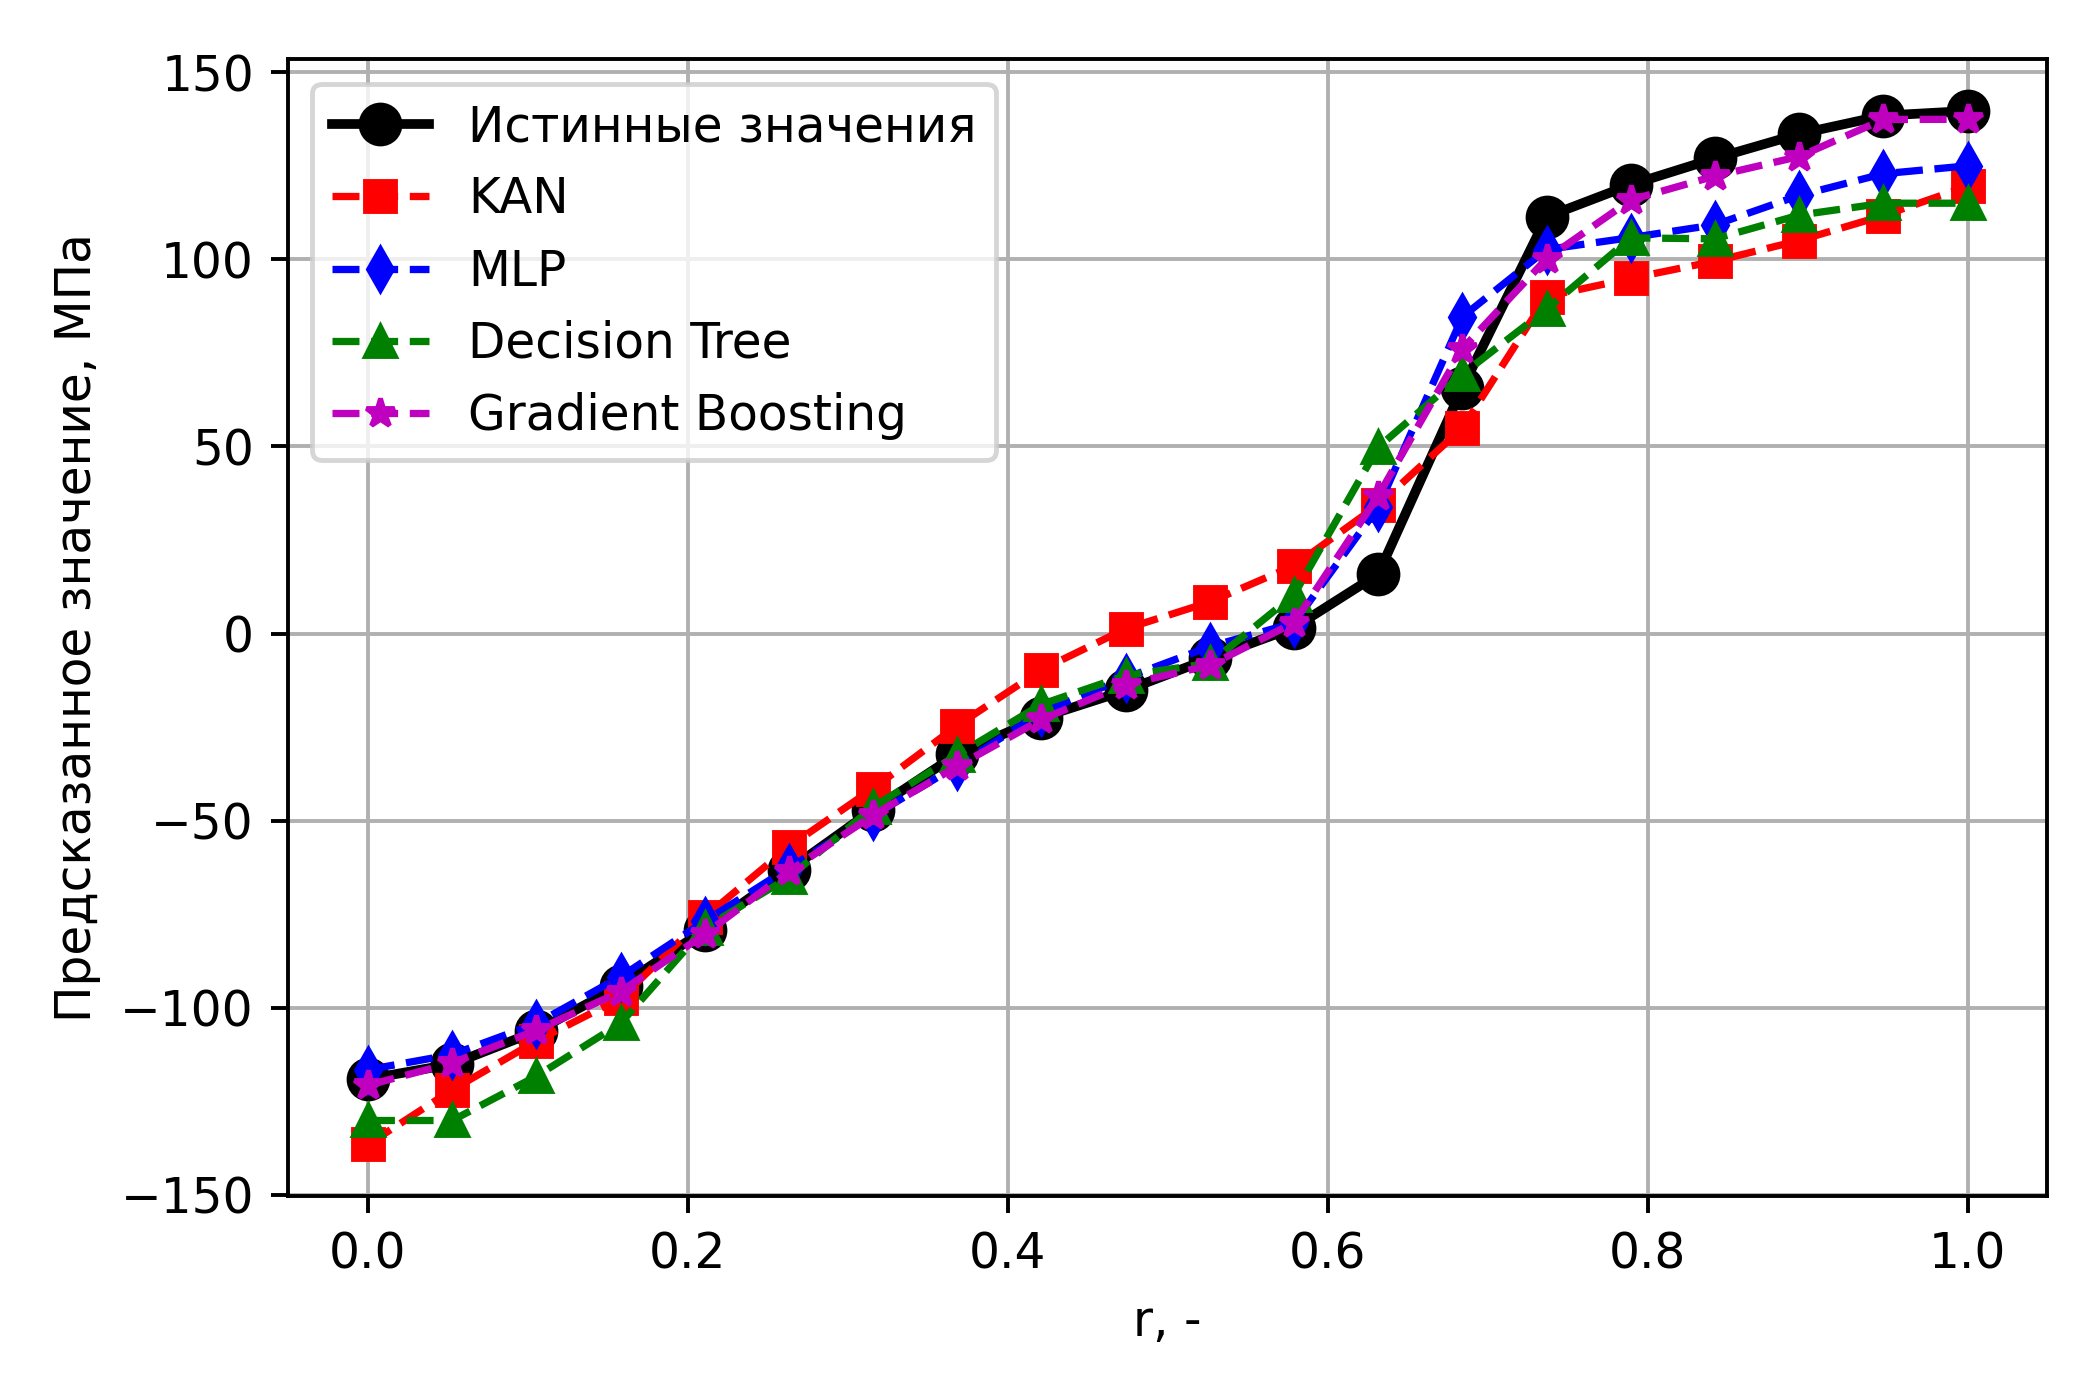 150
100
50
0
−50
−100
−150
Предсказанное значение, МПа
Истинные значения
KAN
MLP
Decision Tree
Gradient Boosting
0.0 0.2 0.4 0.6 0.8 1.0
r, -